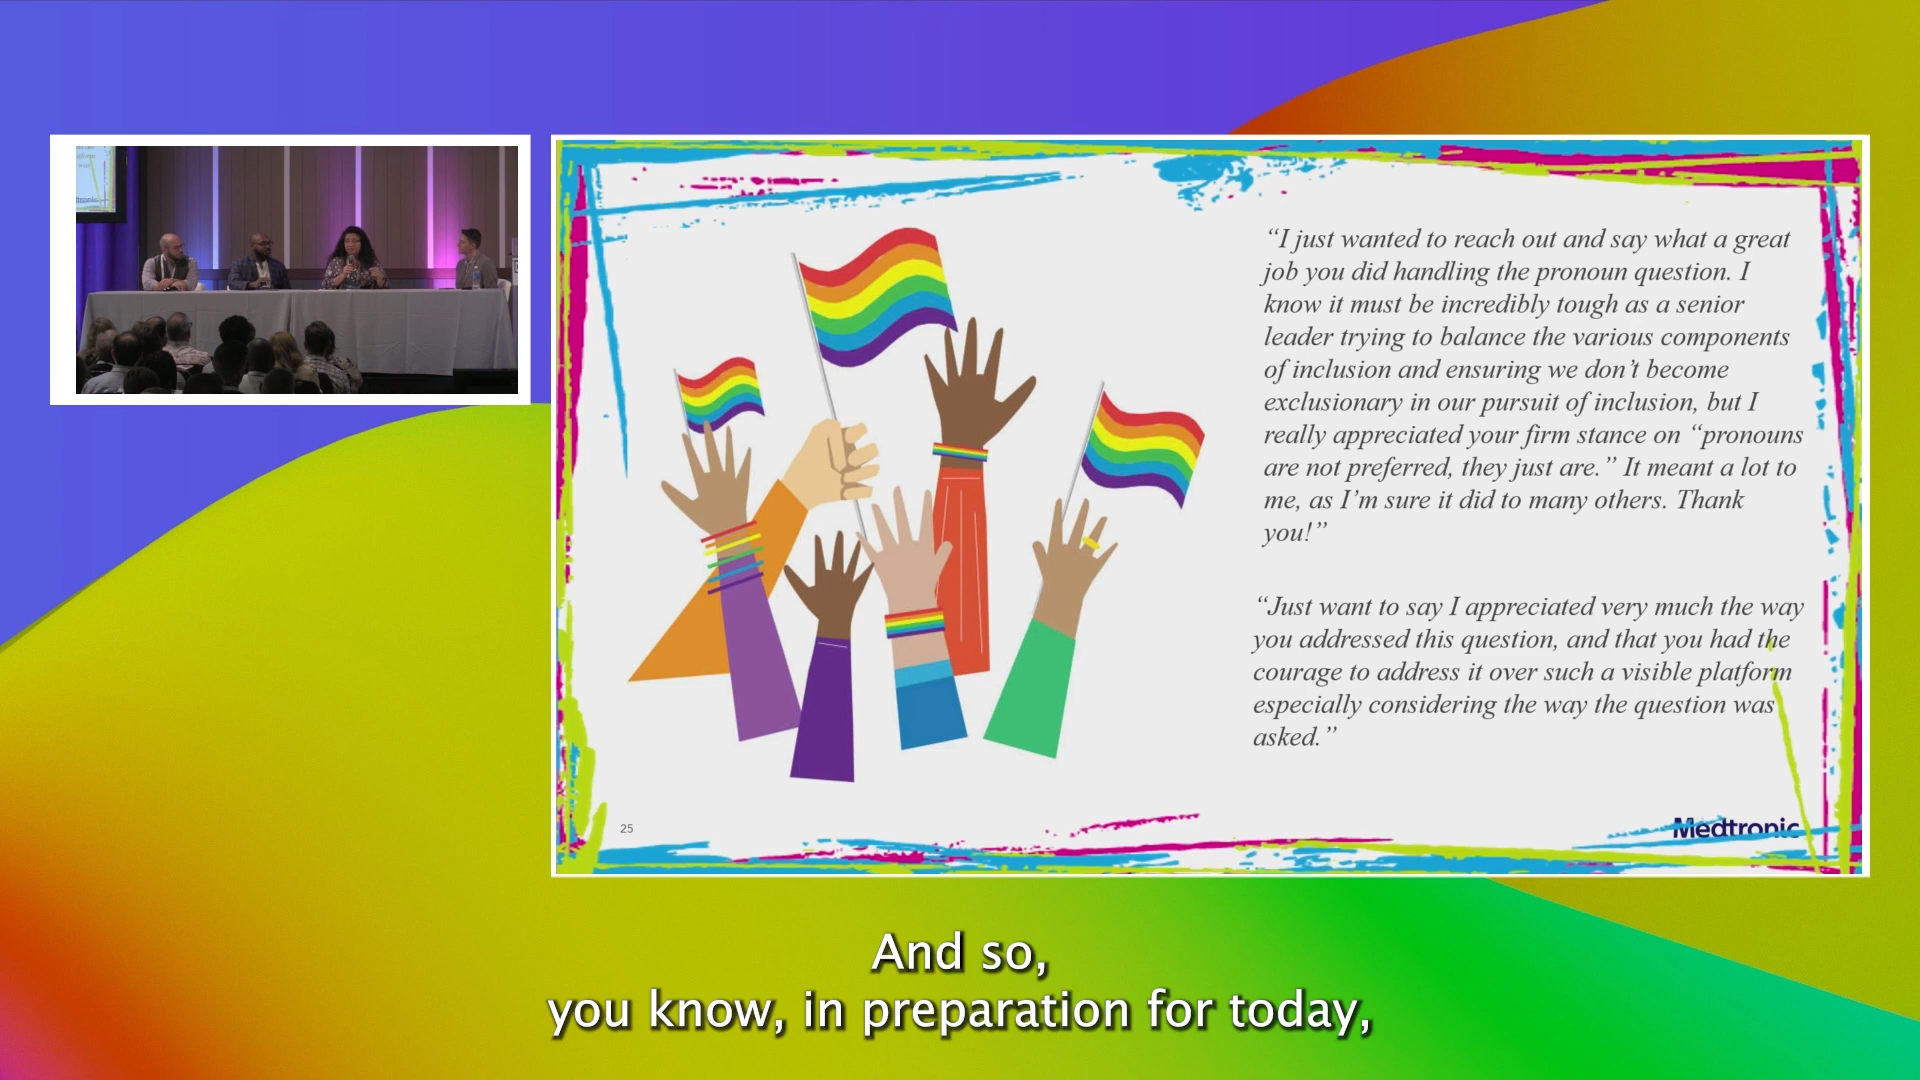 “I just wanted to reach out and say what a great
job you did handling the pronoun question. I
know it must be incredibly tough as a senior
leader trying to balance the various components
of inclusion and ensuring we don’t become
exclusionary in our pursuit of inclusion, but I
really appreciated your firm stance on “pronouns
are not preferred, they just are.” It meant a lot to
me, as I’m sure it did to many others. Thank
you!”
“Just want to say I appreciated very much the way
you addressed this question, and that you had the
courage to address it over such a visible platform
especially considering the way the question was
asked.”
25
Medtronic
And so,
you know, in preparation for today,